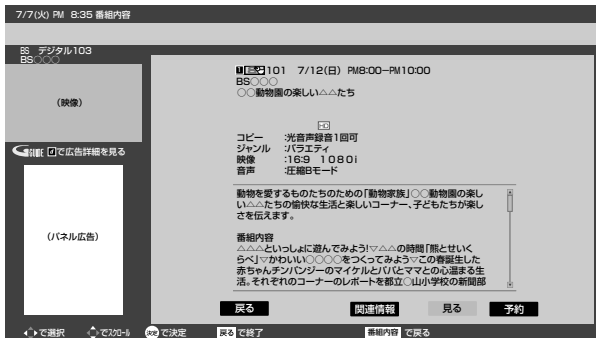 7/7(火) PM 8:35 番組内容
BS デジタル103
BS○○○
(映像)
GUIDE dで広告詳細を見る
(パネル広告)
101 7/12(日) PM8:00−PM10:00
BS○○○
○○動物園の楽しい△△たち
コピー :光音声録音1回可
ジャンル :バラエティ
映像 :16:9 1080i
音声 :圧縮Bモード
動物を愛するものたちのための「動物家族」○○動物園の楽し
い△△たちの愉快な生活と楽しいコーナー、子どもたちが楽し
さを伝えます。
番組内容
△△△といっしょに遊んでみよう!▽△△の時間「熊とせいく
らべ」▽かわいい○○○○をつくってみよう▽この春誕生した
赤ちゃんチンパンジーのマイケルとパパとママとの心温まる生
活。それぞれのコーナーのレポートを都立○山小学校の新聞部
戻る 関連情報 見る 予約
で選択 でスクロール 決定 で決定 戻る で終了 番組内容 で戻る